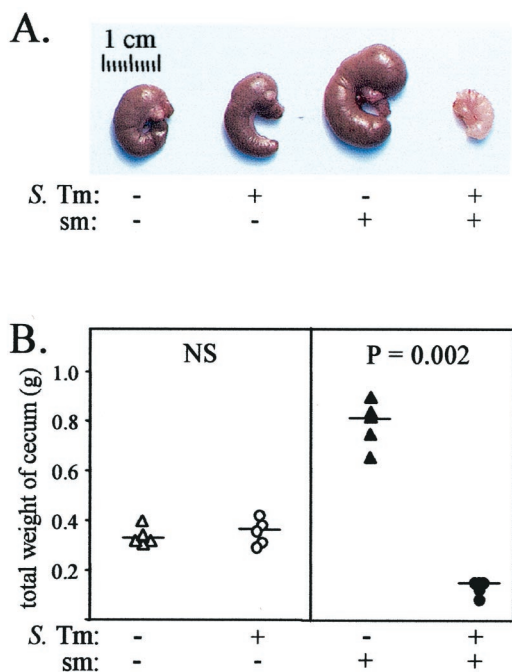 A.
1 cm
S. Tm: - + - +
sm: - - + +
B.
NS P = 0.002
total weight of cecum (g)
1.0
0.8
0.6
0.4
0.2
S. Tm: - + - +
sm: - - + +